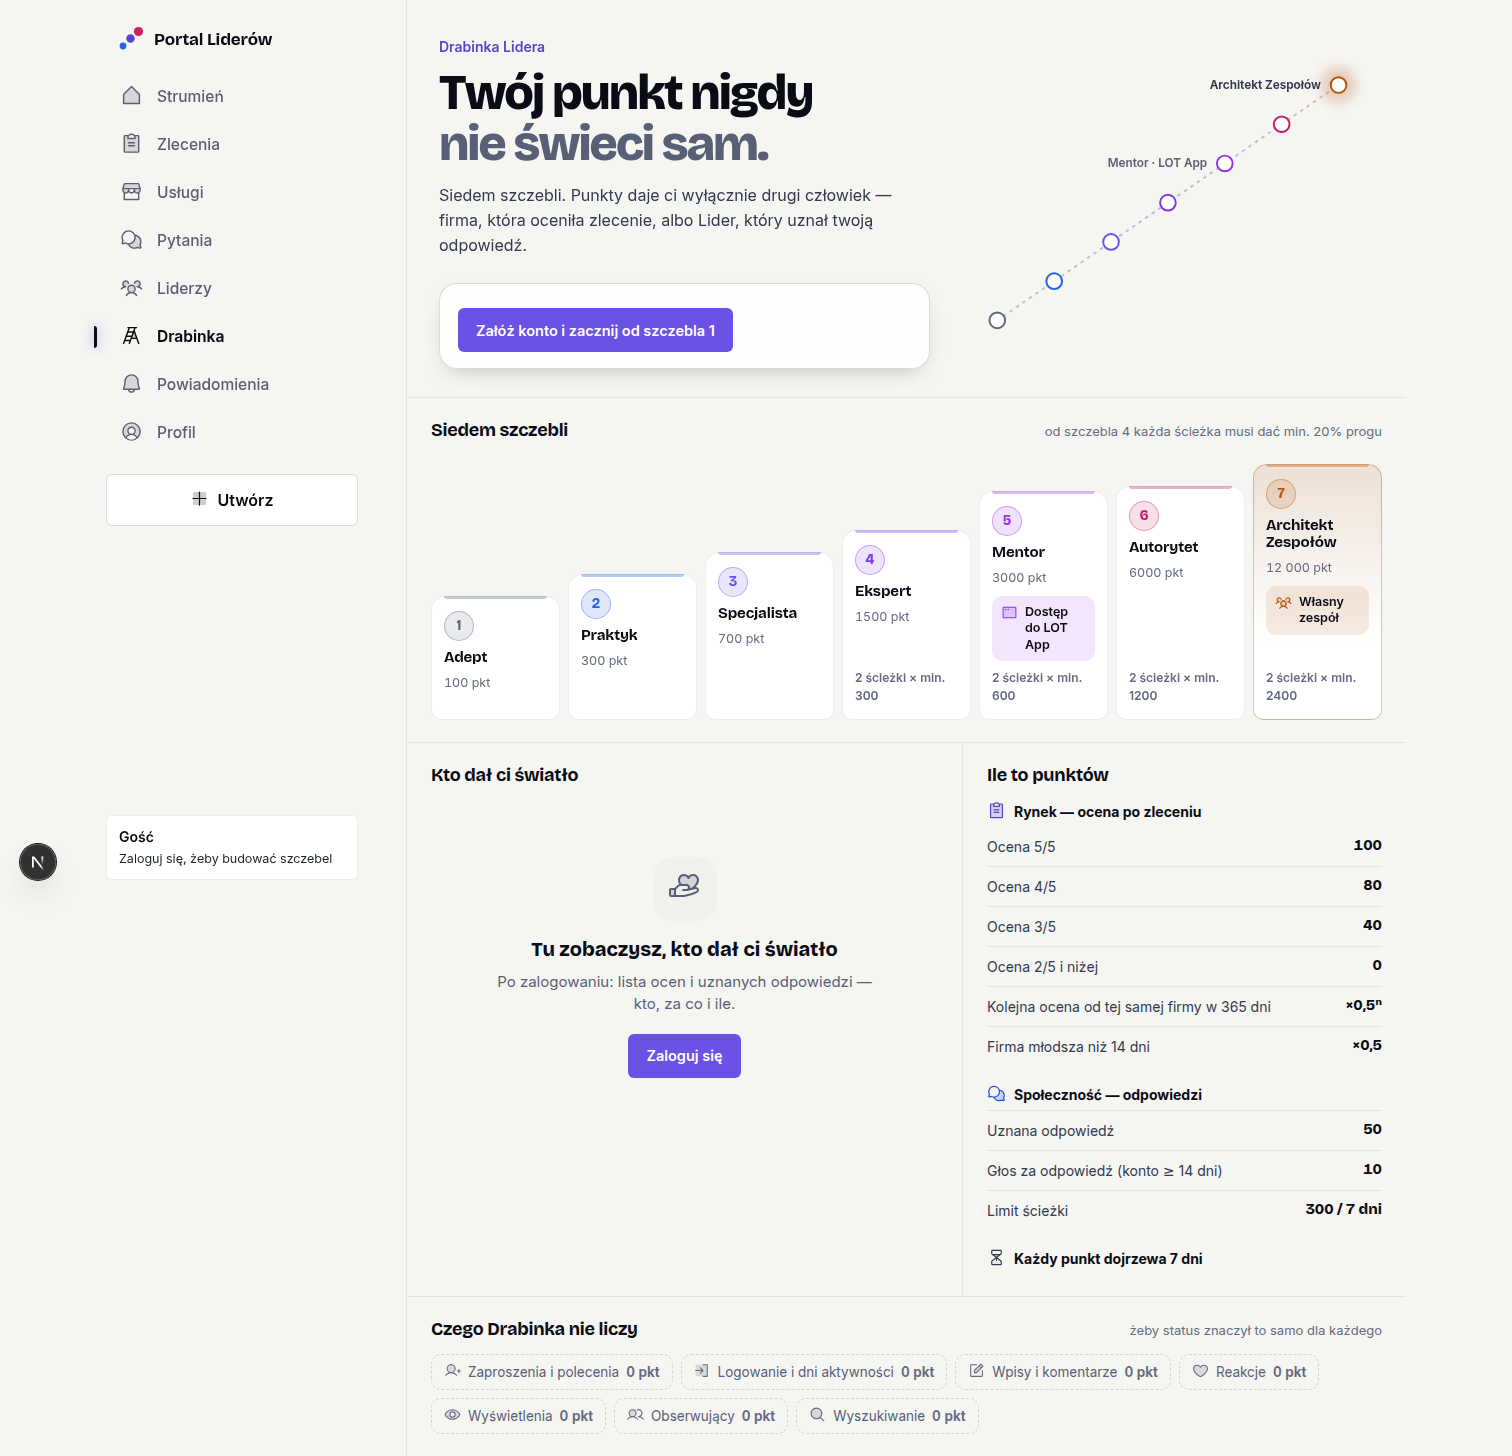 Portal Liderów
Strumień
Zlecenia
Usługi
Pytania
Liderzy
Drabinka
Powiadomienia
Profil
Utwórz
Gość
Zaloguj się, żeby budować szczebel
N
Drabinka Lidera
Twój punkt nigdy
nie świeci sam.
Siedem szczebli. Punkty daje ci wyłącznie drugi człowiek —
firma, która oceniła zlecenie, albo Lider, który uznał twoją
odpowiedź.
Załóż konto i zacznij od szczebla 1
Architekt Zespołów
Mentor · LOT App
Siedem szczebli
od szczebla 4 każda ścieżka musi dać min. 20% progu
1
Adept
100 pkt
2
Praktyk
300 pkt
3
Specjalista
700 pkt
4
Ekspert
1500 pkt
2 ścieżki × min.
300
5
Mentor
3000 pkt
Dostęp
do LOT
App
2 ścieżki × min.
600
6
Autorytet
6000 pkt
2 ścieżki × min.
1200
7
Architekt
Zespołów
12 000 pkt
Własny
zespół
2 ścieżki × min.
2400
Kto dał ci światło
Tu zobaczysz, kto dał ci światło
Po zalogowaniu: lista ocen i uznanych odpowiedzi —
kto, za co i ile.
Zaloguj się
Ile to punktów
Rynek — ocena po zleceniu
Ocena 5/5 100
Ocena 4/5 80
Ocena 3/5 40
Ocena 2/5 i niżej 0
Kolejna ocena od tej samej firmy w 365 dni ×0,5ⁿ
Firma młodsza niż 14 dni ×0,5
Społeczność — odpowiedzi
Uznana odpowiedź 50
Głos za odpowiedź (konto ≥ 14 dni) 10
Limit ścieżki 300 / 7 dni
Każdy punkt dojrzewa 7 dni
Czego Drabinka nie liczy
żeby status znaczył to samo dla każdego
Zaproszenia i polecenia 0 pkt
Logowanie i dni aktywności 0 pkt
Wpisy i komentarze 0 pkt
Reakcje 0 pkt
Wyświetlenia 0 pkt
Obserwujący 0 pkt
Wyszukiwanie 0 pkt